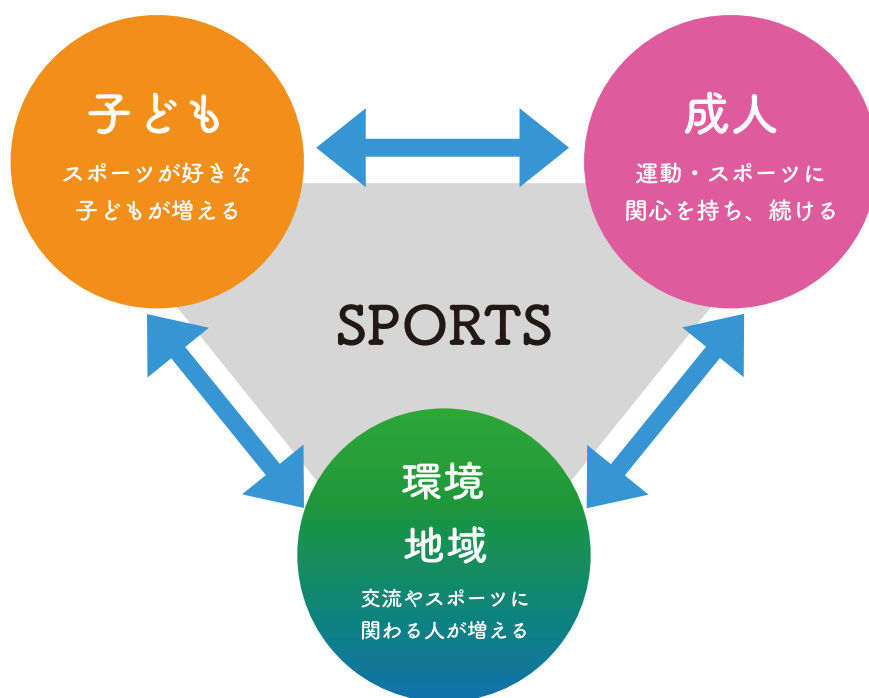 子ども
スポーツが好きな
子どもが増える
成人
運動・スポーツに
関心を持ち、続ける
SPORTS
環境
地域
交流やスポーツに
関わる人が増える